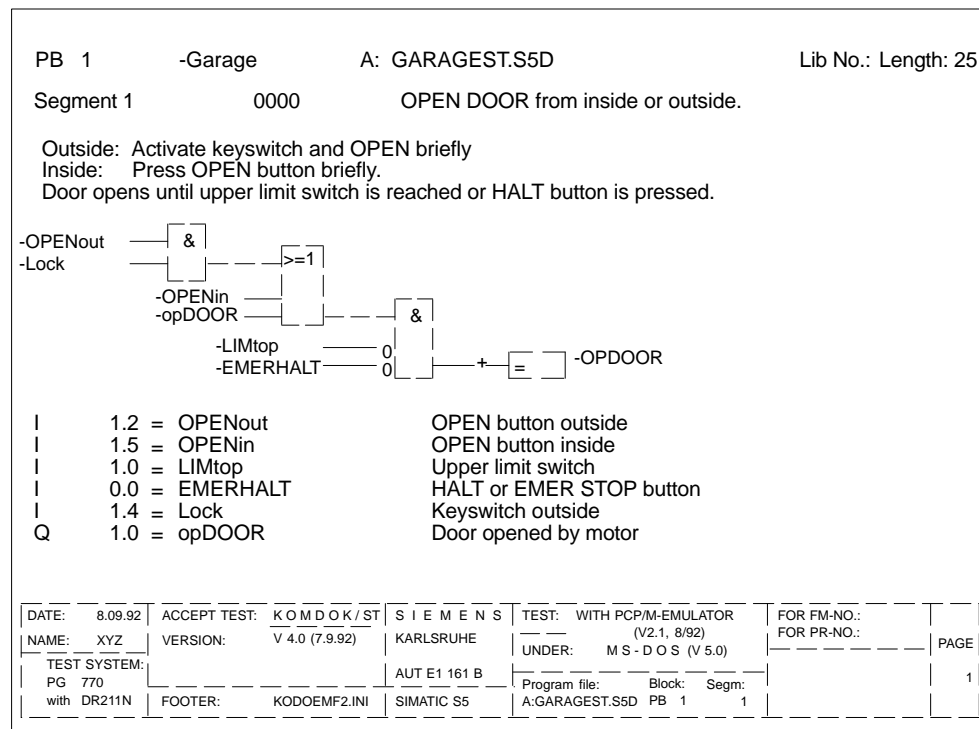 PB 1 -Garage A: GARAGEST.S5D Lib No.: Length: 25
Segment 1 0000 OPEN DOOR from inside or outside.
Outside: Activate keyswitch and OPEN briefly
Inside: Press OPEN button briefly.
Door opens until upper limit switch is reached or HALT button is pressed.
-OPENout &
-Lock >=1
-OPENin
-opDOOR &
-LIMtop 0
-EMERHALT 0 + = -OPDOOR
I 1.2 = OPENout OPEN button outside
I 1.5 = OPENin OPEN button inside
I 1.0 = LIMtop Upper limit switch
I 0.0 = EMERHALT HALT or EMER STOP button
I 1.4 = Lock Keyswitch outside
Q 1.0 = opDOOR Door opened by motor
DATE: 8.09.92 ACCEPT TEST: K O M D O K / ST S I E M E N S TEST: WITH PCP/M-EMULATOR FOR FM-NO.:
(V2.1, 8/92) FOR PR-NO.:
NAME: XYZ VERSION: V 4.0 (7.9.92) KARLSRUHE UNDER: M S - D O S (V 5.0) PAGE
TEST SYSTEM:
PG 770 AUT E1 161 B Program file: Block: Segm: 1
with DR211N FOOTER: KODOEMF2.INI SIMATIC S5 A:GARAGEST.S5D PB 1 1